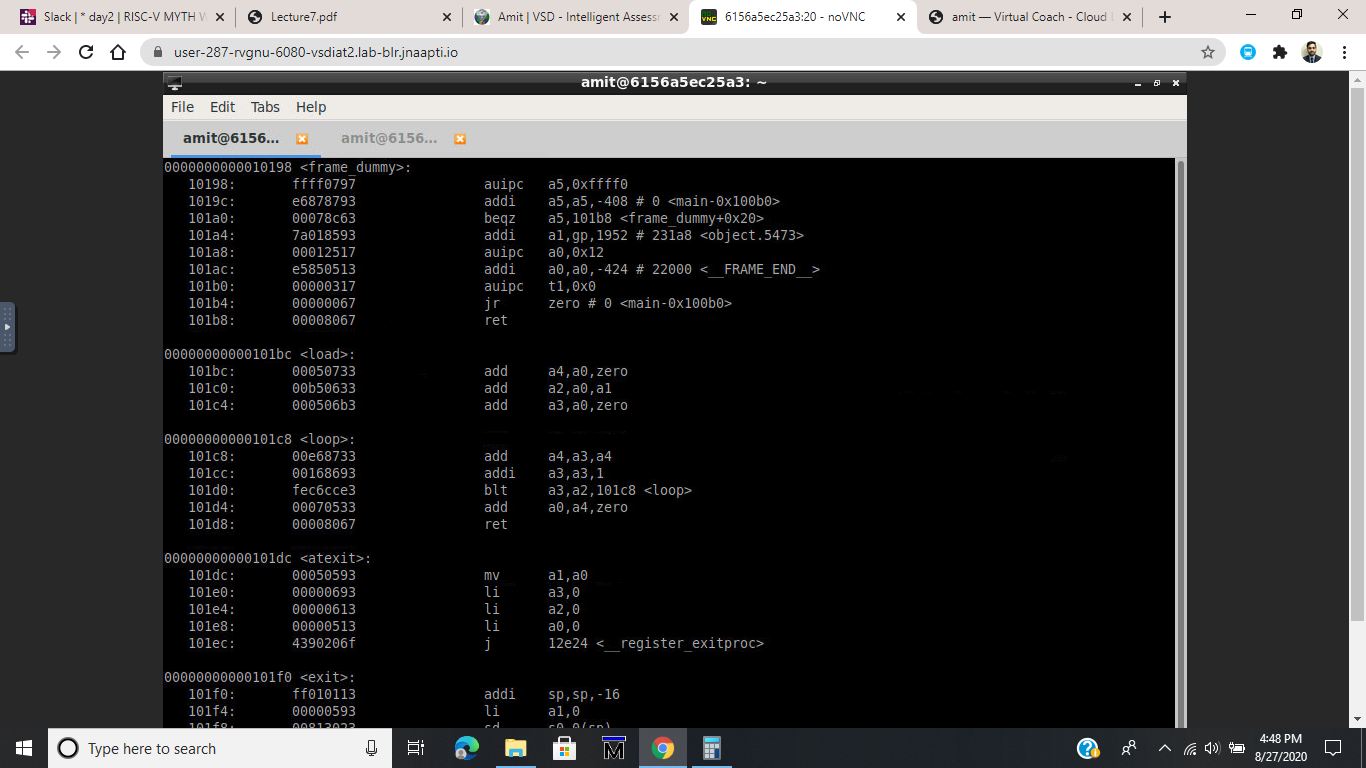 Slack | * day2 | RISC-V MYTH W
Lecture7.pdf
Amit | VSD - Intelligent Assessm
6156a5ec25a3:20 - noVNC
amit — Virtual Coach - Cloud L
user-287-rvgnu-6080-vsdiat2.lab-blr.jnaapti.io
amit@6156a5ec25a3: ~
File Edit Tabs Help
amit@6156... amit@6156...
0000000000010198 <frame_dummy>:
10198: ffff0797 auipc a5,0xffff0
1019c: e6878793 addi a5,a5,-408 # 0 <main-0x100b0>
101a0: 00078c63 beqz a5,101b8 <frame_dummy+0x20>
101a4: 7a018593 addi a1,gp,1952 # 231a8 <object.5473>
101a8: 00012517 auipc a0,0x12
101ac: e5850513 addi a0,a0,-424 # 22000 <__FRAME_END__>
101b0: 00000317 auipc t1,0x0
101b4: 00000067 jr zero # 0 <main-0x100b0>
101b8: 00008067 ret
00000000000101bc <load>:
101bc: 00050733 add a4,a0,zero
101c0: 00b50633 add a2,a0,a1
101c4: 000506b3 add a3,a0,zero
00000000000101c8 <loop>:
101c8: 00e68733 add a4,a3,a4
101cc: 00168693 addi a3,a3,1
101d0: fec6cce3 blt a3,a2,101c8 <loop>
101d4: 00070533 add a0,a4,zero
101d8: 00008067 ret
00000000000101dc <atexit>:
101dc: 00050593 mv a1,a0
101e0: 00000693 li a3,0
101e4: 00000613 li a2,0
101e8: 00000513 li a0,0
101ec: 4390206f j 12e24 <__register_exitproc>
00000000000101f0 <exit>:
101f0: ff010113 addi sp,sp,-16
101f4: 00000593 li a1,0
101f8: 00813023 sd s0,0(sp)
Type here to search
4:48 PM
8/27/2020